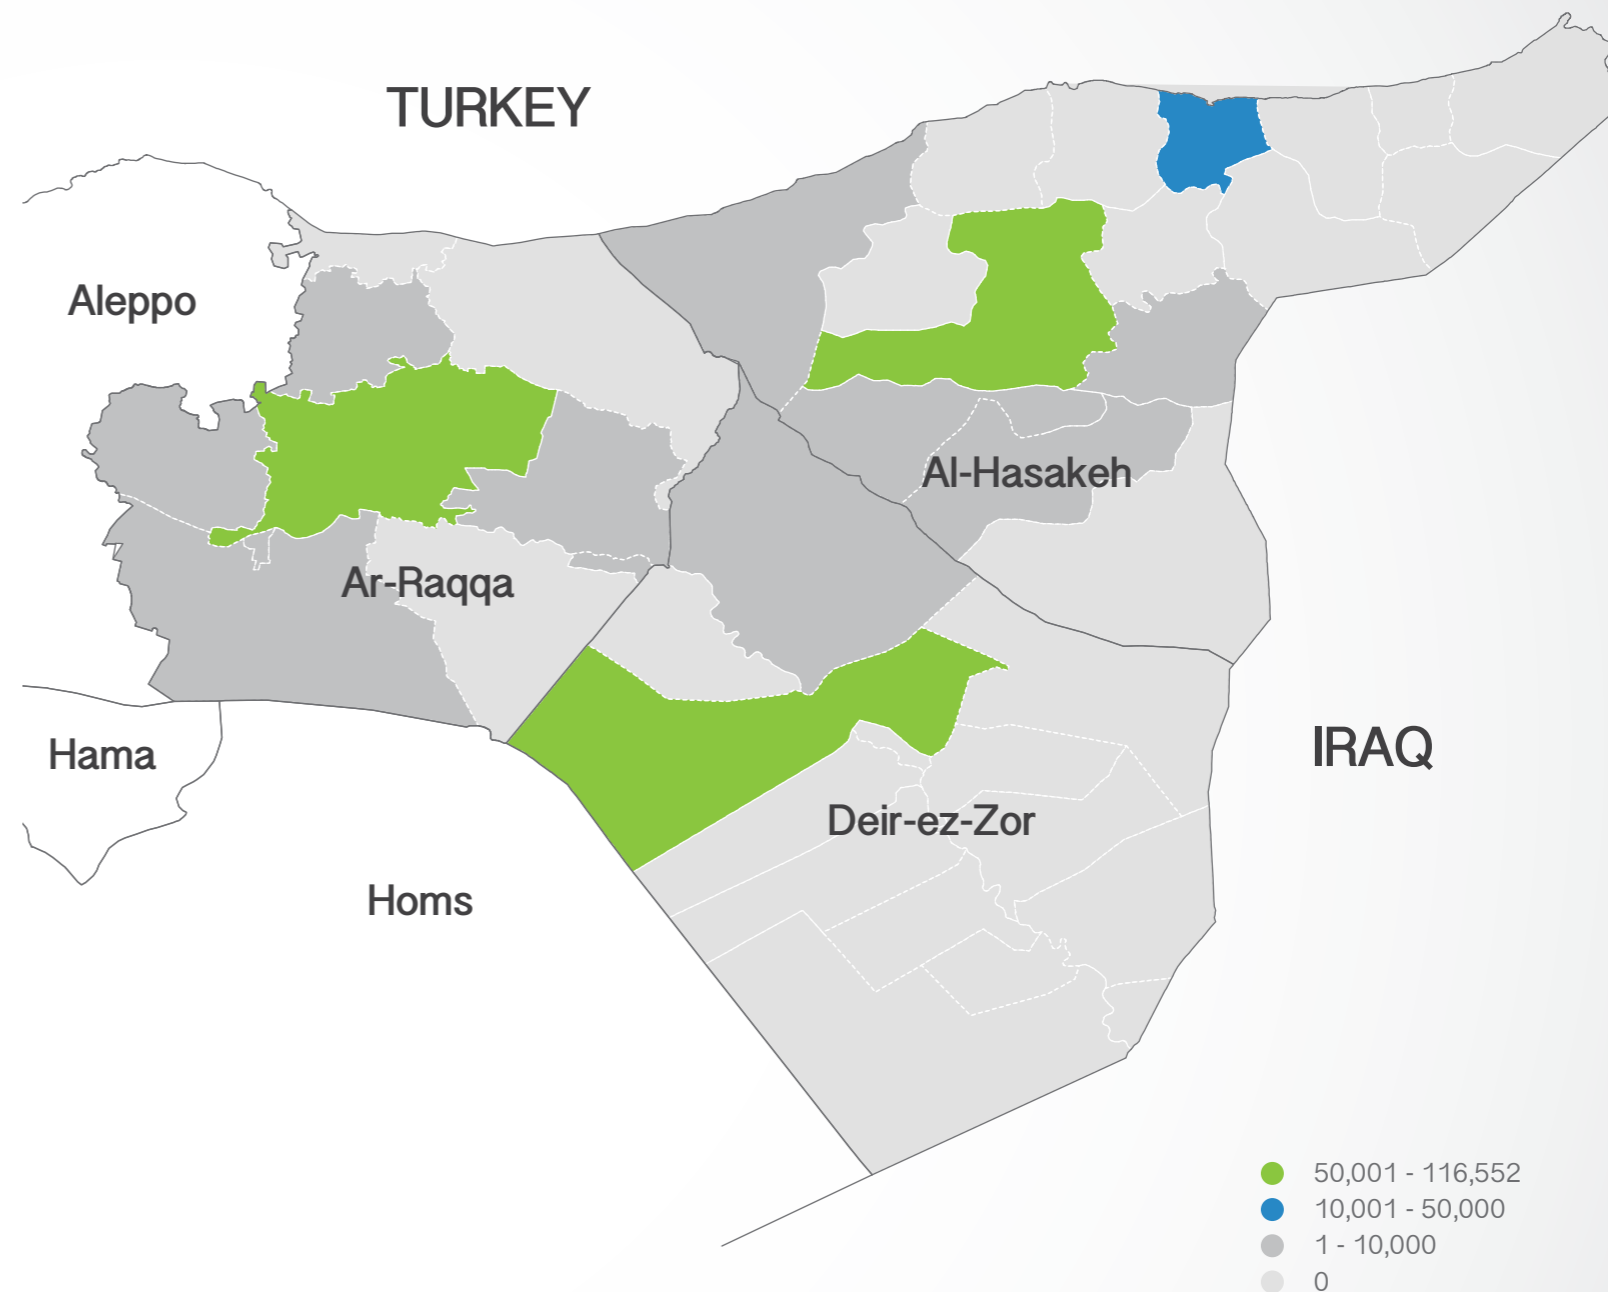 TURKEY
Aleppo
Al-Hasakeh
Ar-Raqqa
IRAQ
Hama
Deir-ez-Zor
Homs
50,001 - 116,552
10,001 - 50,000
1 - 10,000
0